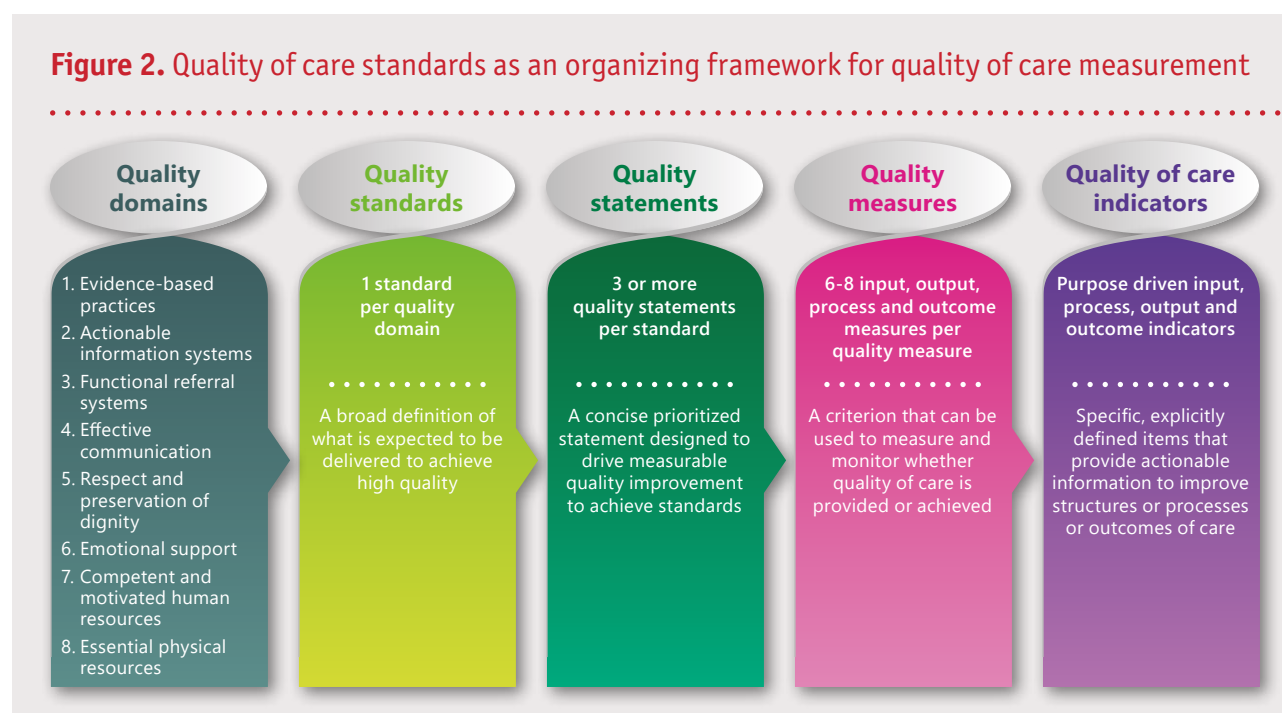 Figure 2. Quality of care standards as an organizing framework for quality of care measurement
Quality
domains
1. Evidence-based
practices
2. Actionable
information systems
3. Functional referral
systems
4. Effective
communication
5. Respect and
preservation of
dignity
6. Emotional support
7. Competent and
motivated human
resources
8. Essential physical
resources
Quality
standards
1 standard
per quality
domain
A broad definition of
what is expected to be
delivered to achieve
high quality
Quality
statements
3 or more
quality statements
per standard
A concise prioritized
statement designed to
drive measurable
quality improvement
to achieve standards
Quality
measures
6-8 input, output,
process and outcome
measures per
quality measure
A criterion that can be
used to measure and
monitor whether
quality of care is
provided or achieved
Quality of care
indicators
Purpose driven input,
process, output and
outcome indicators
Specific, explicitly
defined items that
provide actionable
information to improve
structures or processes
or outcomes of care